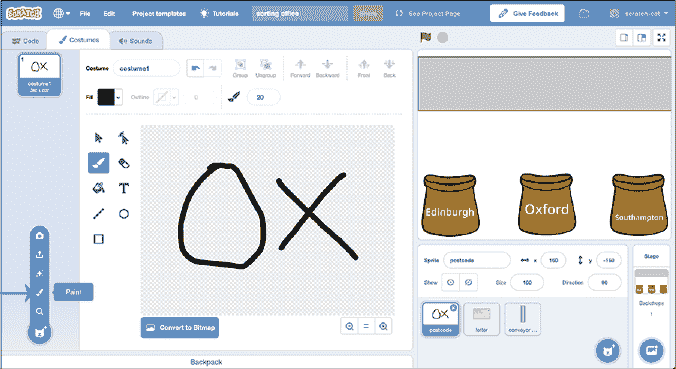 SCRATCH File Edit Project templates Tutorials sorting office See Project Page Give Feedback scratch-cat
Code Costumes Sounds
1
OX
costume1
Costume costume1 Group Ungroup Forward Backward Front Back
Fill Outline 0 20
OX
Edinburgh Oxford Southampton
Paint
Convert to Bitmap
Backpack
Sprite postcode x 150 y -150
Show Size 100 Direction 90
Stage
OX
postcode letter conveyor ...
Backdrops
1